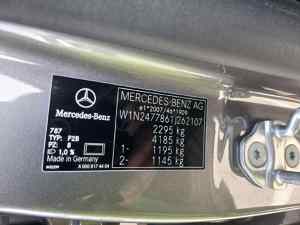 Mercedes-Benz
787
TYP: F2B
PZ: 8
1,0 %
Made in Germany
MERCEDES-BENZ AG
e1*2007/46*1909
W1N2477861J262107
2295 kg
4185 kg
1- 1195 kg
2- 1145 kg